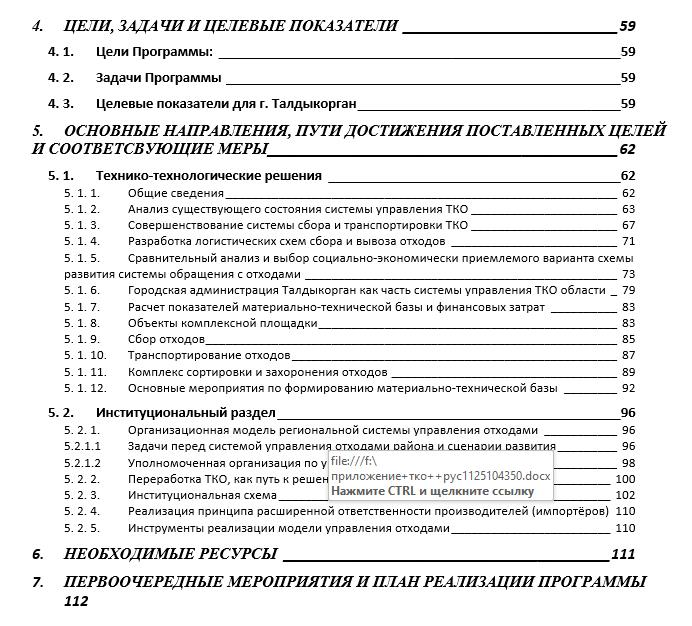 4. ЦЕЛИ, ЗАДАЧИ И ЦЕЛЕВЫЕ ПОКАЗАТЕЛИ 59
4. 1. Цели Программы: 59
4. 2. Задачи Программы 59
4. 3. Целевые показатели для г. Талдыкорган 59
5. ОСНОВНЫЕ НАПРАВЛЕНИЯ, ПУТИ ДОСТИЖЕНИЯ ПОСТАВЛЕННЫХ ЦЕЛЕЙ
И СООТВЕТСВУЮЩИЕ МЕРЫ 62
5. 1. Технико-технологические решения 62
5. 1. 1. Общие сведения 62
5. 1. 2. Анализ существующего состояния системы управления ТКО 63
5. 1. 3. Совершенствование системы сбора и транспортировки ТКО 67
5. 1. 4. Разработка логистических схем сбора и вывоза отходов 71
5. 1. 5. Сравнительный анализ и выбор социально-экономически приемлемого варианта схемы
развития системы обращения с отходами 73
5. 1. 6. Городская администрация Талдыкорган как часть системы управления ТКО области 79
5. 1. 7. Расчет показателей материально-технической базы и финансовых затрат 83
5. 1. 8. Объекты комплексной площадки 83
5. 1. 9. Сбор отходов 85
5. 1. 10. Транспортирование отходов 87
5. 1. 11. Комплекс сортировки и захоронения отходов 89
5. 1. 12. Основные мероприятия по формированию материально-технической базы 92
5. 2. Институциональный раздел 96
5. 2. 1. Организационная модель региональной системы управления отходами 96
5.2.1.1 Задачи перед системой управления отходами района и сценарии развития 96
5.2.1.2 Уполномоченная организация по у 98
5. 2. 2. Переработка ТКО, как путь к решен 100
5. 2. 3. Институциональная схема 102
5. 2. 4. Реализация принципа расширенной ответственности производителей (импортёров) 110
5. 2. 5. Инструменты реализации модели управления отходами 110
file:///f:\
приложение+тко++рус1125104350.docx
Нажмите CTRL и щелкните ссылку
6. НЕОБХОДИМЫЕ РЕСУРСЫ 111
7. ПЕРВООЧЕРЕДНЫЕ МЕРОПРИЯТИЯ И ПЛАН РЕАЛИЗАЦИИ ПРОГРАММЫ
112